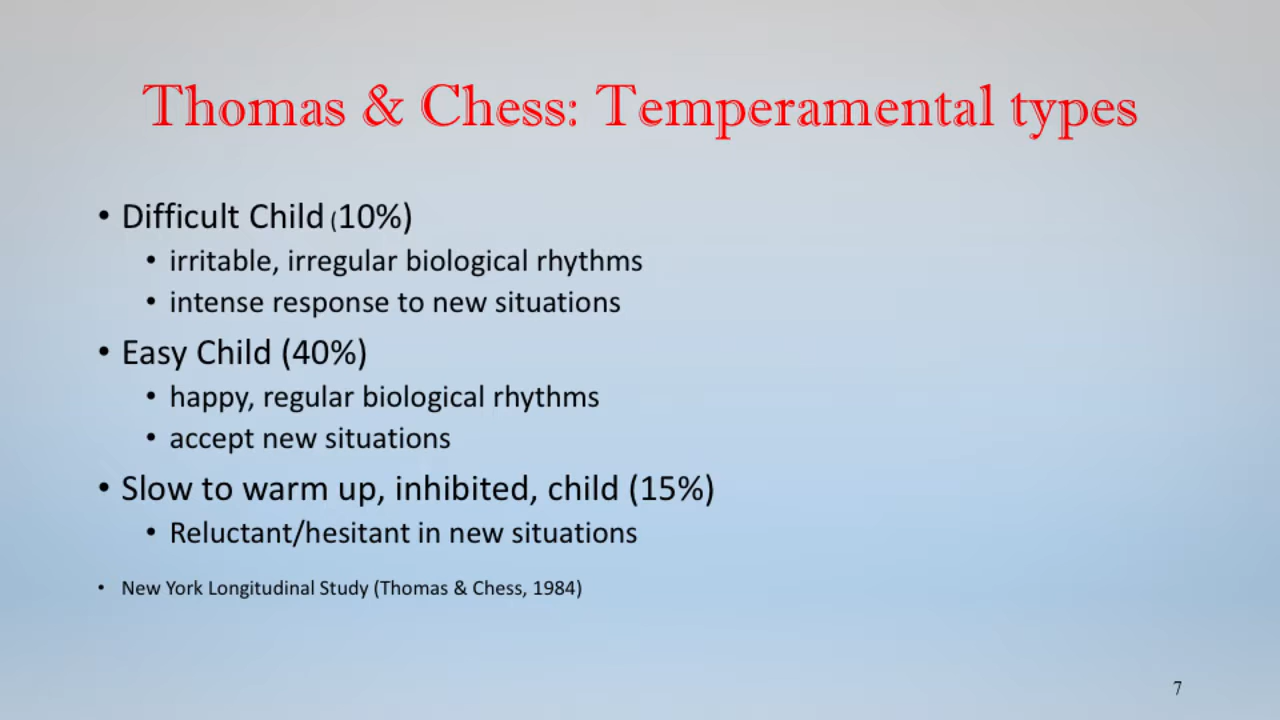 Thomas & Chess: Temperamental types
• Difficult Child (10%)
• irritable, irregular biological rhythms
• intense response to new situations
• Easy Child (40%)
• happy, regular biological rhythms
• accept new situations
• Slow to warm up, inhibited, child (15%)
• Reluctant/hesitant in new situations
• New York Longitudinal Study (Thomas & Chess, 1984)
7